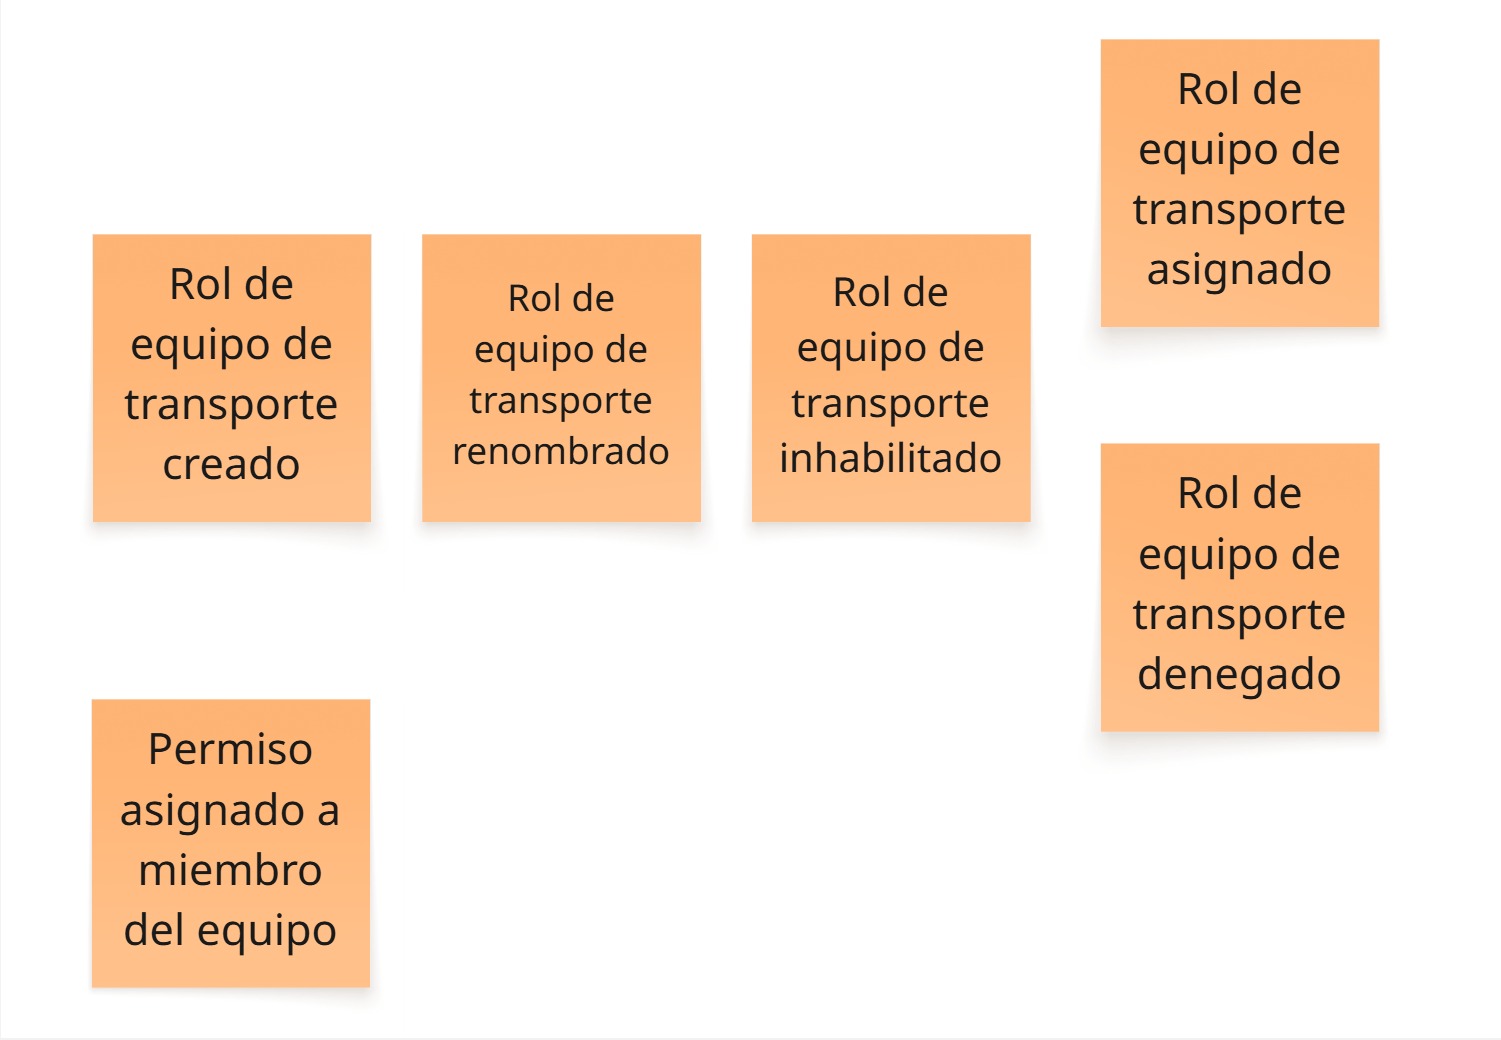 Rol de
equipo de
transporte
creado
Rol de
equipo de
transporte
renombrado
Rol de
equipo de
transporte
inhabilitado
Rol de
equipo de
transporte
asignado
Rol de
equipo de
transporte
denegado
Permiso
asignado a
miembro
del equipo